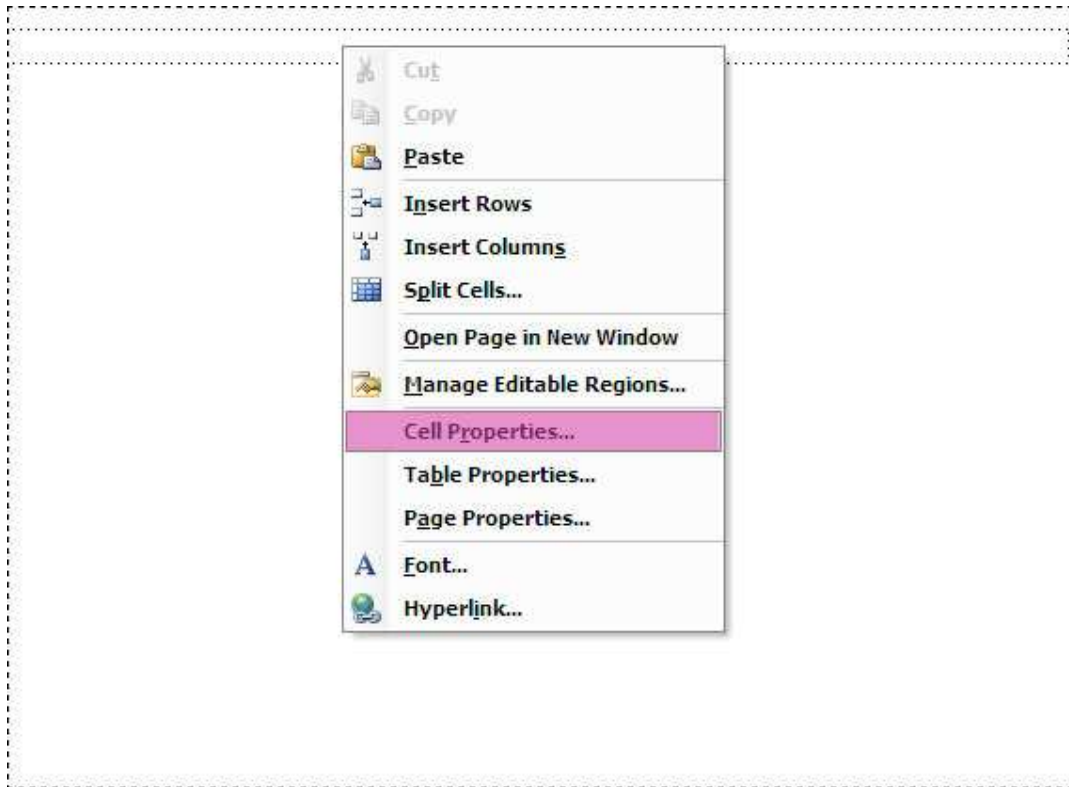 Cut
Copy
Paste
Insert Rows
Insert Columns
Split Cells...
Open Page in New Window
Manage Editable Regions...
Cell Properties...
Table Properties...
Page Properties...
Font...
Hyperlink...